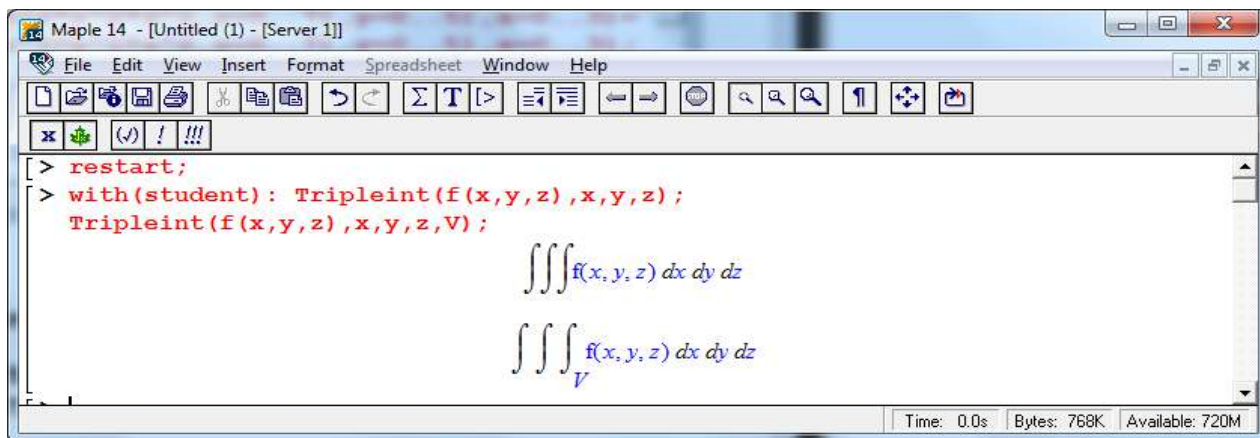 Maple 14 - [Untitled (1) - [Server 1]]
File Edit View Insert Format Spreadsheet Window Help
Σ T [> STOP ¶
x (√) ! !!!
[ > restart;
[ > with(student): Tripleint(f(x,y,z),x,y,z);
Tripleint(f(x,y,z),x,y,z,V);
∫∫∫f(x, y, z) dx dy dz
∫∫∫_V f(x, y, z) dx dy dz
Time: 0.0s Bytes: 768K Available: 720M